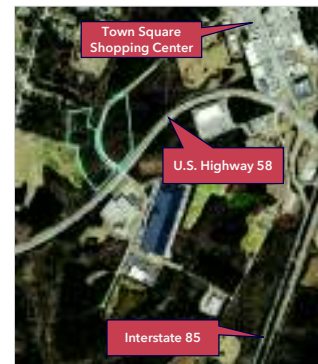 Town Square
Shopping Center
U.S. Highway 58
Interstate 85